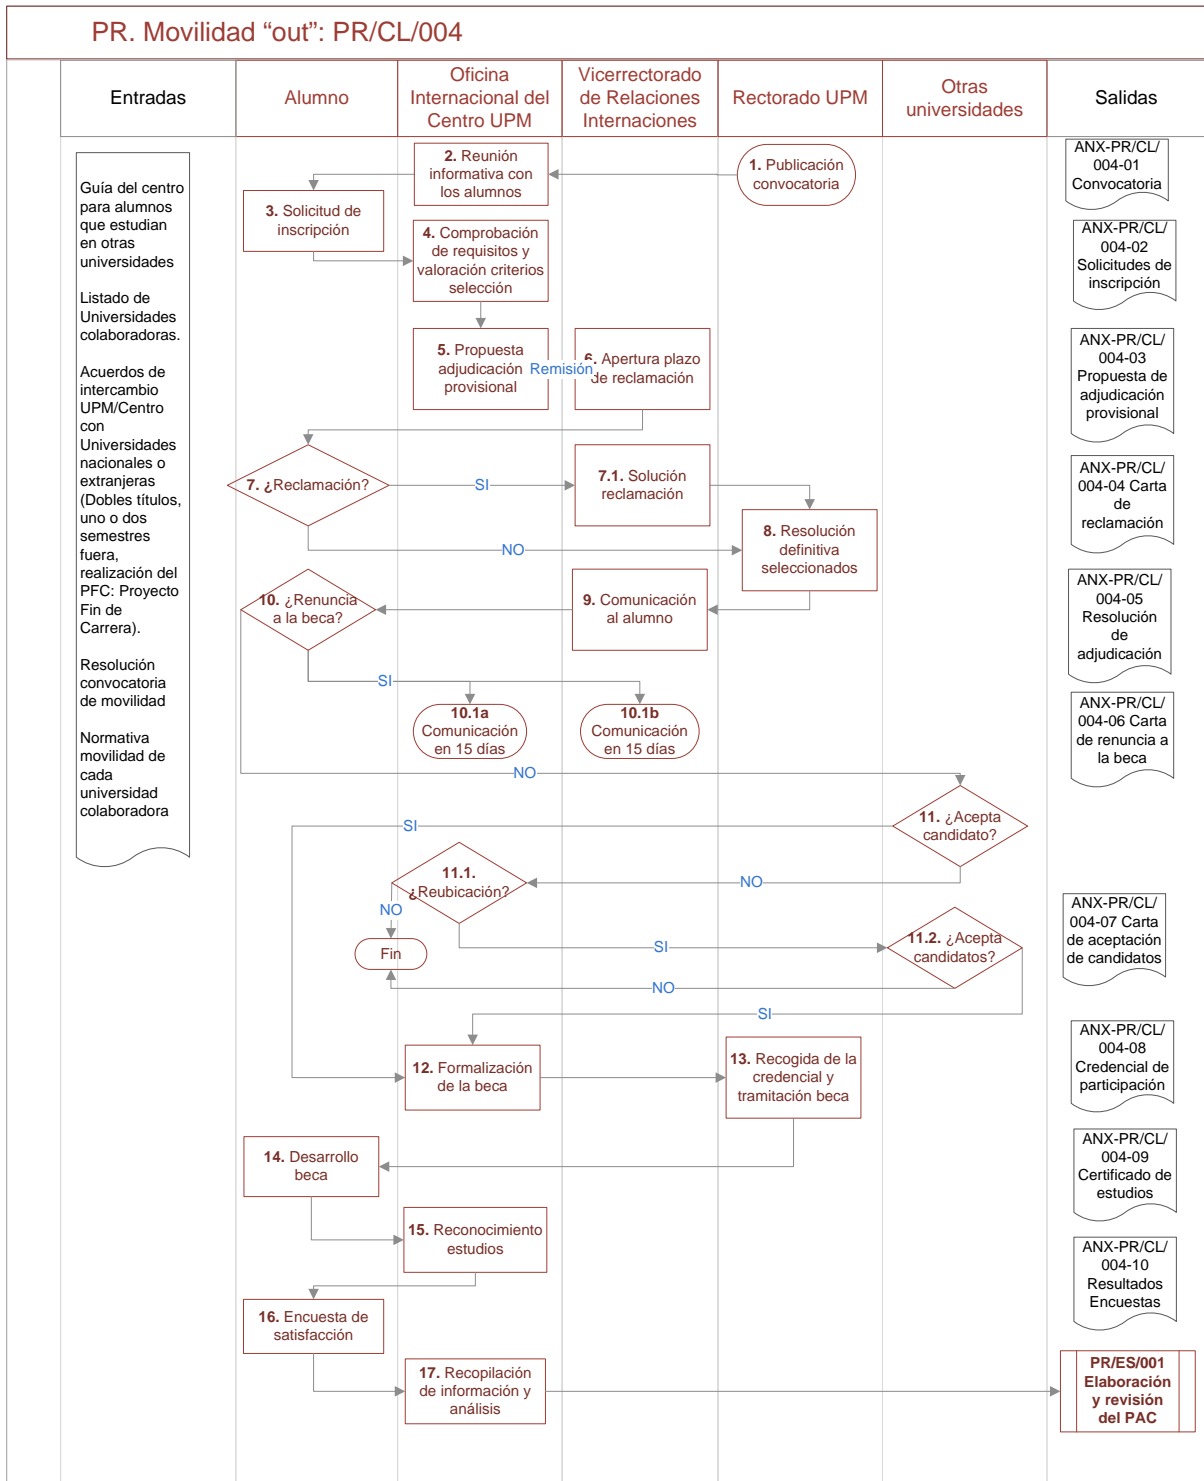 PR. Movilidad “out”: PR/CL/004
Entradas
Alumno
Oficina
Internacional del
Centro UPM
Vicerrectorado
de Relaciones
Internaciones
Rectorado UPM
Otras
universidades
Salidas
Guía del centro
para alumnos
que estudian
en otras
universidades
Listado de
Universidades
colaboradoras.
Acuerdos de
intercambio
UPM/Centro
con
Universidades
nacionales o
extranjeras
(Dobles títulos,
uno o dos
semestres
fuera,
realización del
PFC: Proyecto
Fin de
Carrera).
Resolución
convocatoria
de movilidad
Normativa
movilidad de
cada
universidad
colaboradora
1. Publicación
convocatoria
2. Reunión
informativa con
los alumnos
3. Solicitud de
inscripción
4. Comprobación
de requisitos y
valoración criterios
selección
5. Propuesta
adjudicación
provisional
Remisión
6. Apertura plazo
de reclamación
7. ¿Reclamación?
SI
7.1. Solución
reclamación
NO
8. Resolución
definitiva
seleccionados
9. Comunicación
al alumno
10. ¿Renuncia
a la beca?
SI
10.1a
Comunicación
en 15 días
10.1b
Comunicación
en 15 días
NO
11. ¿Acepta
candidato?
SI
NO
11.1.
¿Reubicación?
NO
Fin
SI
11.2. ¿Acepta
candidatos?
NO
SI
12. Formalización
de la beca
13. Recogida de la
credencial y
tramitación beca
14. Desarrollo
beca
15. Reconocimiento
estudios
16. Encuesta de
satisfacción
17. Recopilación
de información y
análisis
ANX-PR/CL/
004-01
Convocatoria
ANX-PR/CL/
004-02
Solicitudes de
inscripción
ANX-PR/CL/
004-03
Propuesta de
adjudicación
provisional
ANX-PR/CL/
004-04 Carta
de
reclamación
ANX-PR/CL/
004-05
Resolución
de
adjudicación
ANX-PR/CL/
004-06 Carta
de renuncia a
la beca
ANX-PR/CL/
004-07 Carta
de aceptación
de candidatos
ANX-PR/CL/
004-08
Credencial de
participación
ANX-PR/CL/
004-09
Certificado de
estudios
ANX-PR/CL/
004-10
Resultados
Encuestas
PR/ES/001
Elaboración
y revisión
del PAC